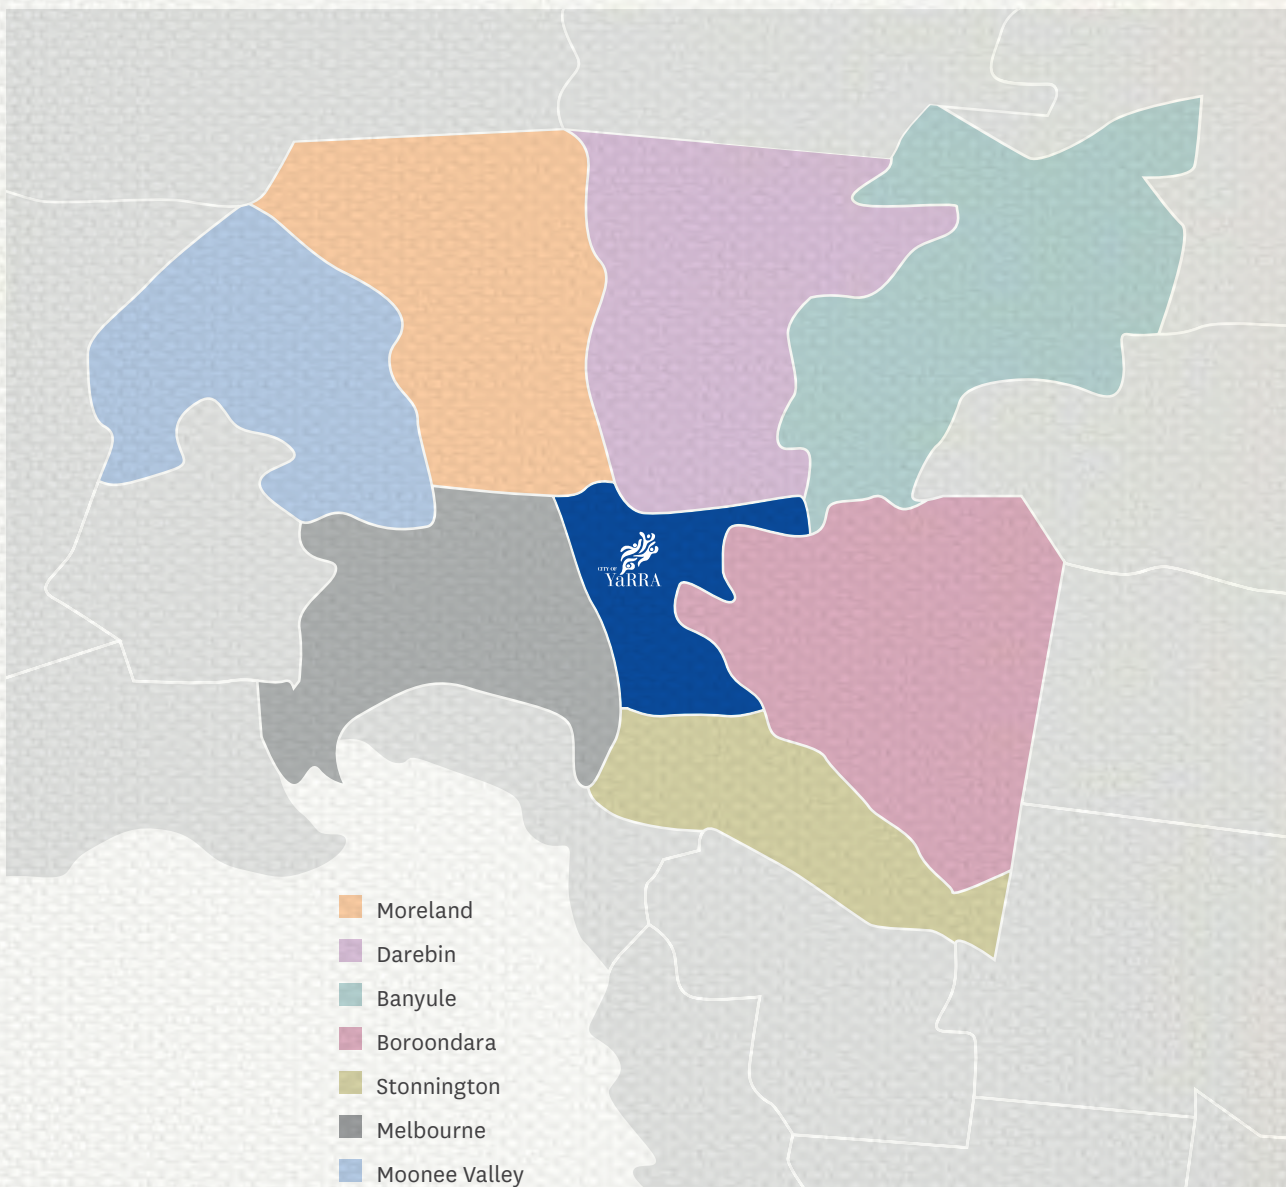 CITY OF
YaRRA
Moreland
Darebin
Banyule
Boroondara
Stonnington
Melbourne
Moonee Valley